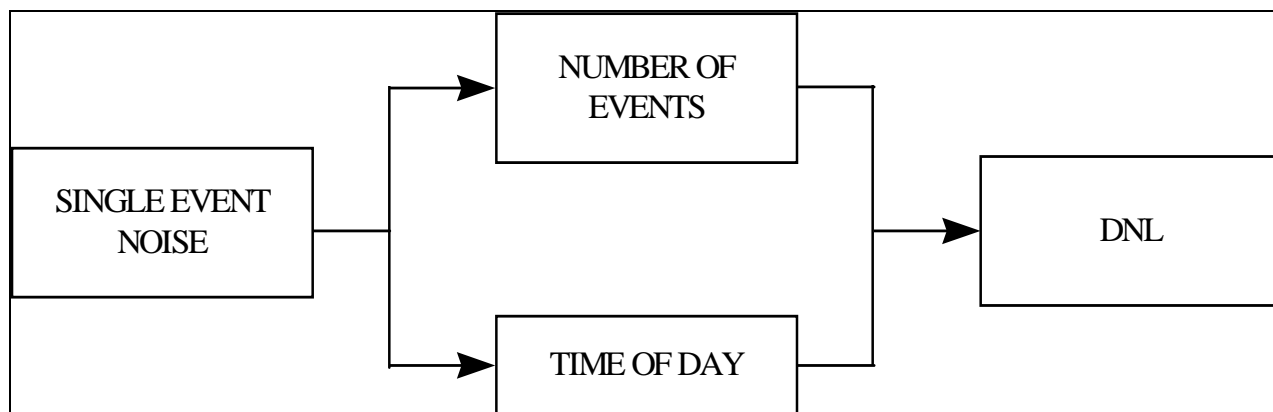 SINGLE EVENT
NOISE
NUMBER OF
EVENTS
TIME OF DAY
DNL